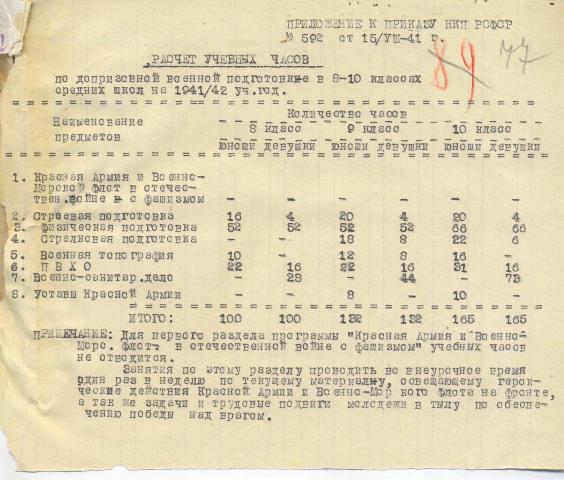 ПРИЛОЖЕНИЕ К ПРИКАЗУ НКП РСФСР
№ 592 от 15/УШ-41 г.
89 77
РАСЧЕТ УЧЕБНЫХ ЧАСОВ
по допризовной военной подготовкие в 8-10 классах
средних школ на 1941/42 уч.год.
Наименование предметов Количество часов
8 класс 9 класс 10 класс
юноши девушки юноши девушки юноши девушки
1. Красная Армия и Военно-
Морской флот в отечес-
твен.войне с фашизмом - - - - - -
2. Строевая подготовка 16 4 20 4 20 4
3. Физическая подготовка 52 52 52 52 66 66
4. Стрелковая подготовка - - 18 8 22 6
5. Военная топография 10 - 12 8 16 -
6. П В Х О 22 16 22 16 31 16
7. Военно-санитар.дело - 28 - 44 - 73
8. Уставы Красной Армии - - 8 - 10 -
ИТОГО: 100 100 132 132 165 165
ПРИМЕЧАНИЕ: Для первого раздела программы "Красная Армия и Военно-
Морс. флот в отечественной войне с фашизмом" учебных часов
не отводится.
Занятия по этому разделу проводить во внеурочное время
один раз в неделю по текущему материалу, освещающему герои-
ческие действия Красной Армии и Военно-Мор кого флота на фронте,
а так же задачи и трудовые подвиги молодежи в тылу по обеспе-
чению победы над врагом.